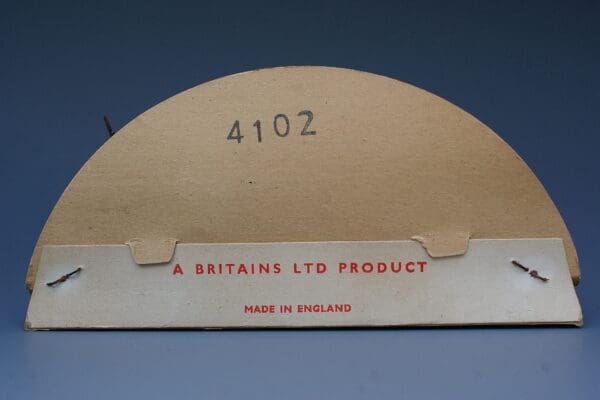 4102
A BRITAINS LTD PRODUCT
MADE IN ENGLAND